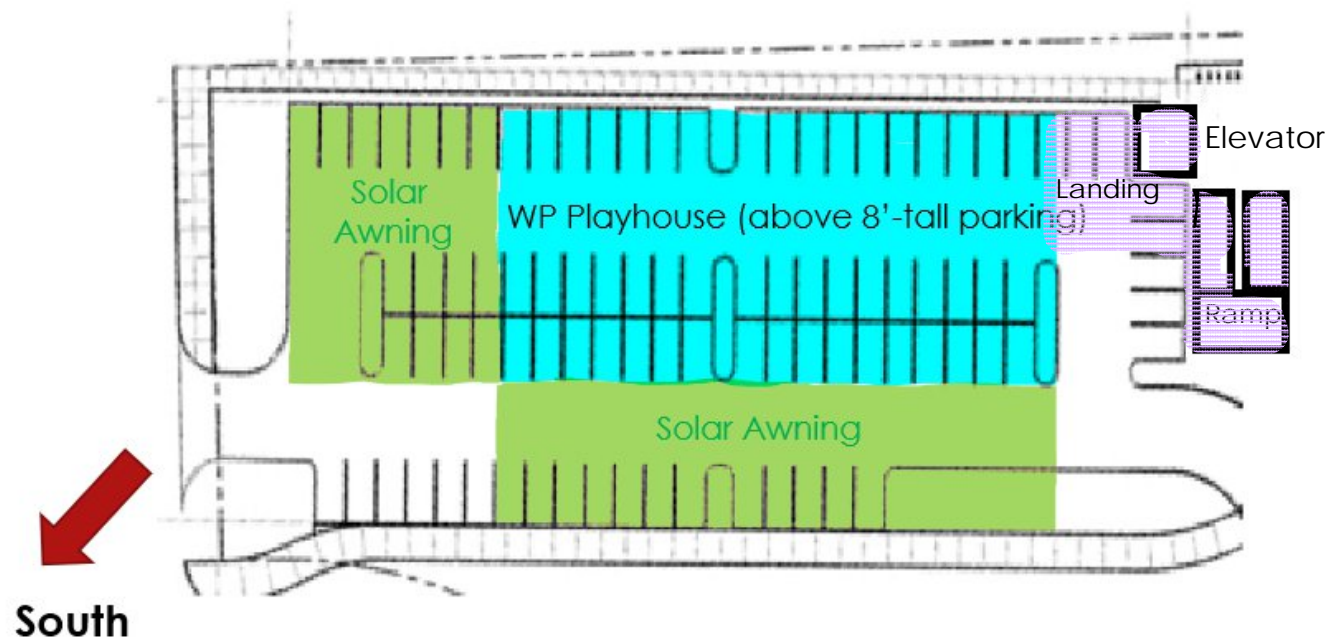 Elevator
Solar
Awning
Landing
WP Playhouse (above 8’-tall parking)
Ramp
Solar Awning
South